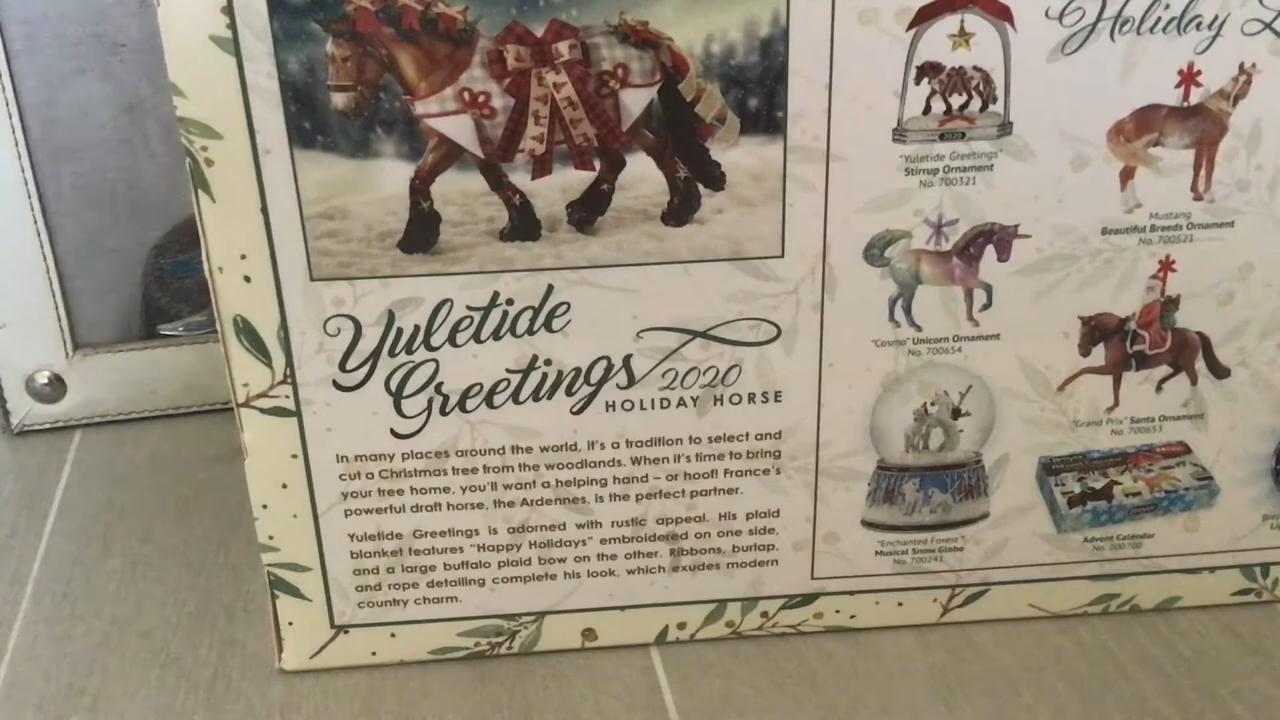 Yuletide
Greetings
2020
HOLIDAY HORSE
In many places around the world, it's a tradition to select and
cut a Christmas tree from the woodlands. When it's time to bring
your tree home, you'll want a helping hand – or hoof! France's
powerful draft horse, the Ardennes, is the perfect partner.
Yuletide Greetings is adorned with rustic appeal. His plaid
blanket features "Happy Holidays" embroidered on one side,
and a large buffalo plaid bow on the other. Ribbons, burlap,
and rope detailing complete his look, which exudes modern
country charm.
Holiday
2020
"Yuletide Greetings"
Stirrup Ornament
No. 700321
Mustang
Beautiful Breeds Ornament
No. 700521
"Cosmo" Unicorn Ornament
No. 700654
"Grand Prix" Santa Ornament
No. 700653
"Enchanted Forest"
Musical Snow Globe
No. 700241
Advent Calendar
No. 700700